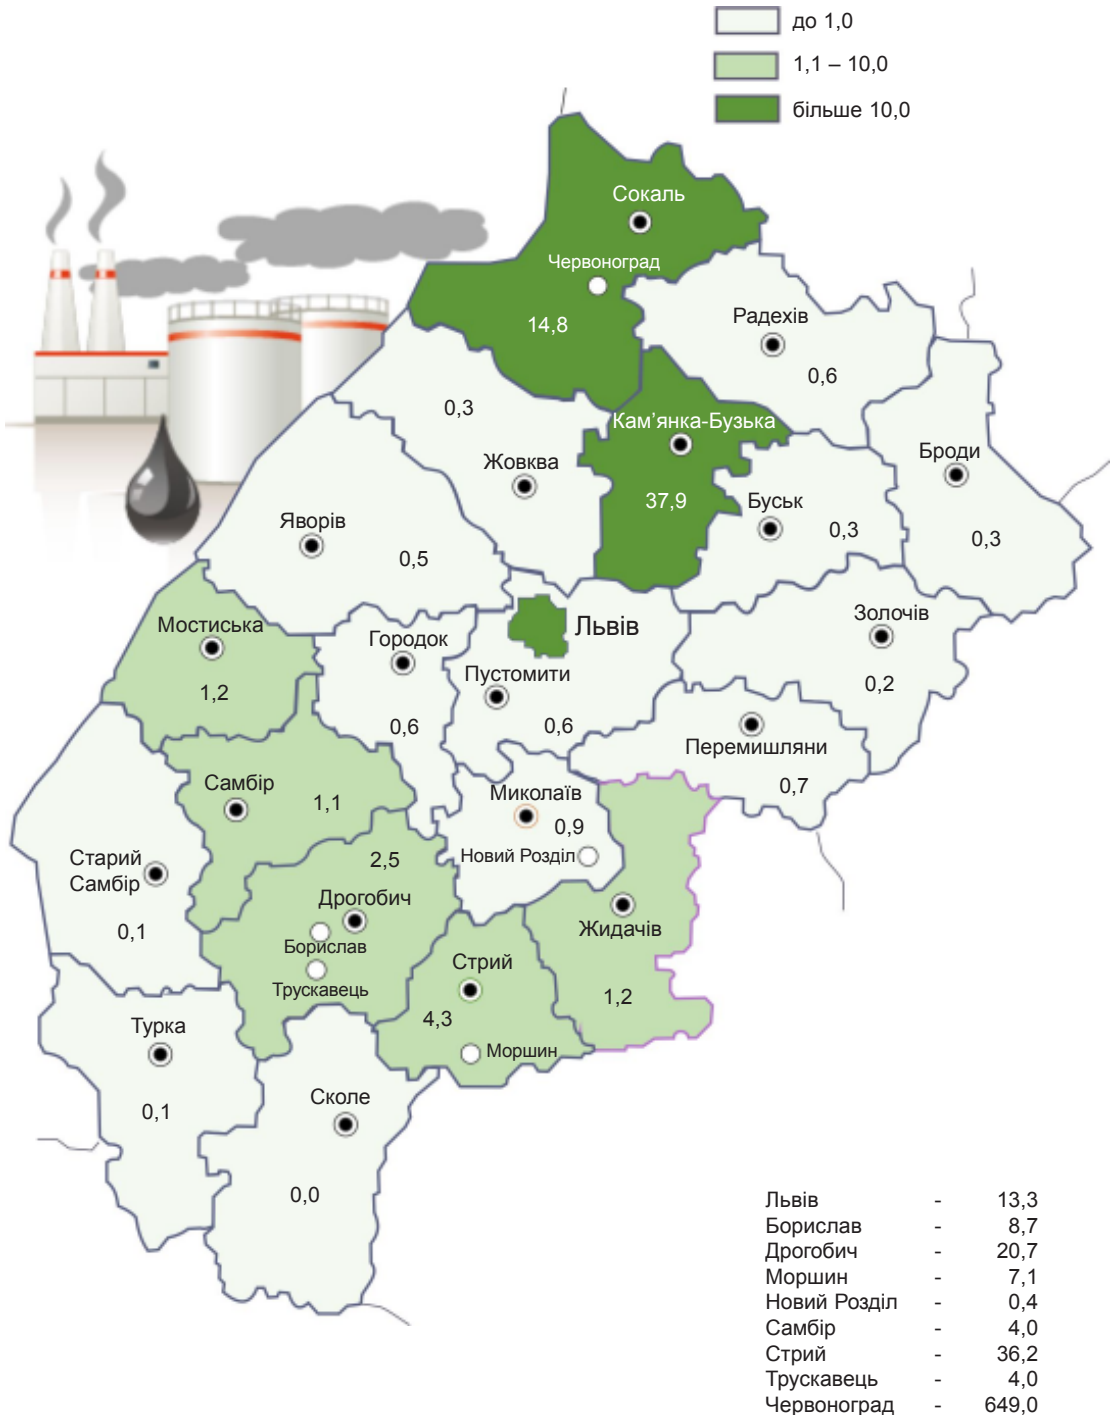 до 1,0
1,1 – 10,0
більше 10,0
Сокаль
Червоноград
14,8
Радехів
0,6
0,3
Кам’янка-Бузька
Жовква
37,9
Буськ
0,3
Броди
0,3
Яворів
0,5
Мостиська
1,2
Городок
0,6
Львів
Пустомити
0,6
Золочів
0,2
Перемишляни
0,7
Самбір
1,1
Миколаїв
0,9
Новий Розділ
Старий
Самбір
0,1
2,5
Дрогобич
Борислав
Трускавець
Жидачів
1,2
Стрий
4,3
Моршин
Турка
0,1
Сколе
0,0
Львів - 13,3
Борислав - 8,7
Дрогобич - 20,7
Моршин - 7,1
Новий Розділ - 0,4
Самбір - 4,0
Стрий - 36,2
Трускавець - 4,0
Червоноград - 649,0